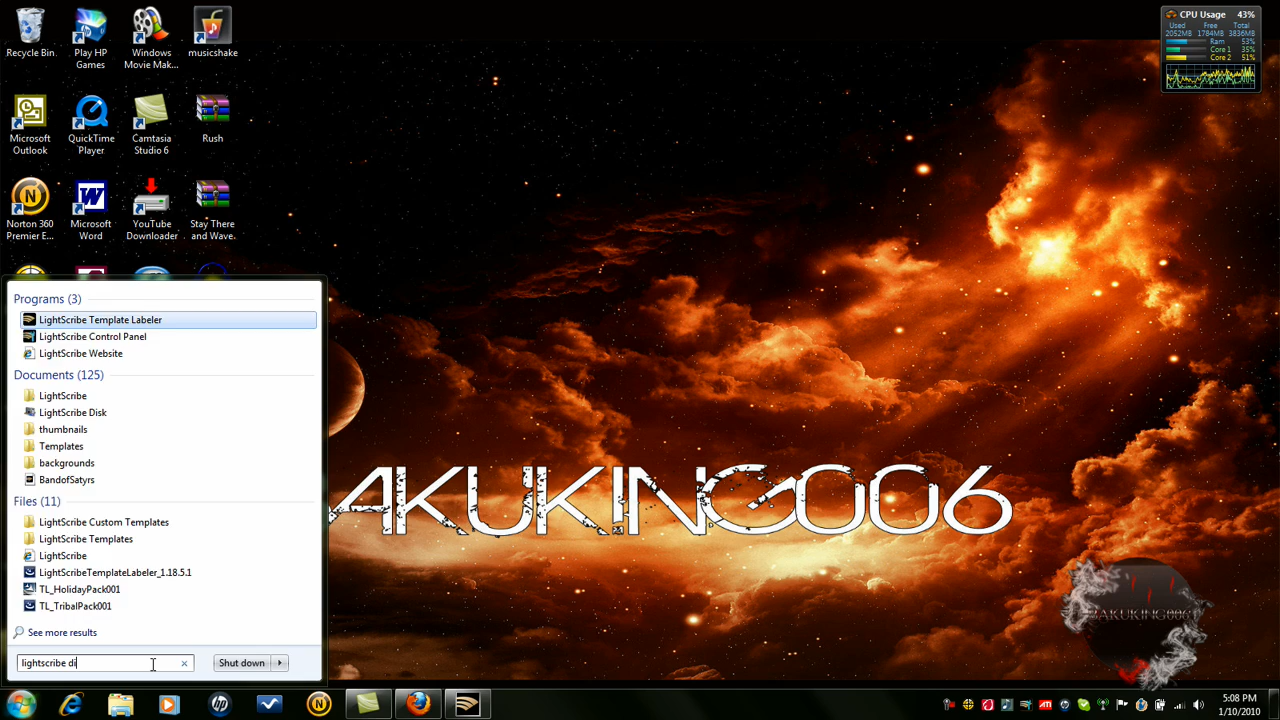 Recycle Bin
Play HP Games
Windows Movie Mak...
musicshake
Microsoft Outlook
QuickTime Player
Camtasia Studio 6
Rush
Norton 360 Premier E...
Microsoft Word
YouTube Downloader
Stay There and Wave.
CPU Usage 43%
Used Free Total
2052MB 1784MB 3836MB
Ram 53%
Core 1 35%
Core 2 51%
Programs (3)
LightScribe Template Labeler
LightScribe Control Panel
LightScribe Website
Documents (125)
LightScribe
LightScribe Disk
thumbnails
Templates
backgrounds
BandofSatyrs
Files (11)
LightScribe Custom Templates
LightScribe Templates
LightScribe
LightScribeTemplateLabeler_1.18.5.1
TL_HolidayPack001
TL_TribalPack001
See more results
lightscribe di
Shut down
AKUKING006
BAKUKING006
5:08 PM
1/10/2010